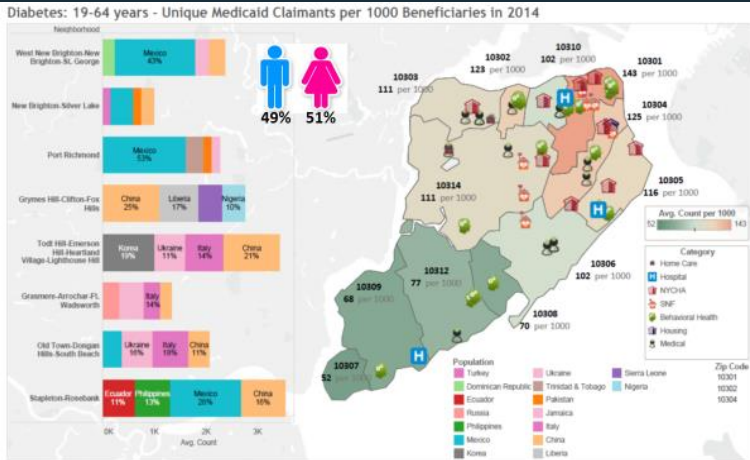 Diabetes: 19-64 years - Unique Medicaid Claimants per 1000 Beneficiaries in 2014
Neighborhood
West New Brighton-New
Brighton-St. George
Mexico
43%
New Brighton-Silver Lake
Port Richmond
Mexico
53%
Grymes Hill-Clifton-Fox
Hills
China
25%
Liberia
17%
Nigeria
10%
Todt Hill-Emerson
Hill-Heartland
Village-Lighthouse Hill
Korea
19%
Ukraine
11%
Italy
14%
China
21%
Grasmere-Arrochar-Ft.
Wadsworth
Italy
14%
Old Town-Dongan
Hills-South Beach
Ukraine
16%
Italy
18%
China
11%
Stapleton-Rosebank
Ecuador
11%
Philippines
13%
Mexico
26%
China
16%
0K 1K 2K 3K
Avg. Count
49% 51%
10303
111 per 1000
10302
123 per 1000
10310
102 per 1000
10301
143 per 1000
10304
125 per 1000
10305
116 per 1000
10314
111 per 1000
10306
102 per 1000
10308
70 per 1000
10312
77 per 1000
10309
68 per 1000
10307
52 per 1000
H
H
H
Avg. Count per 1000
52 143
Category
Home Care
H Hospital
NYCHA
SNF
Behavioral Health
Housing
Medical
Population
Turkey
Dominican Republic
Ecuador
Russia
Philippines
Mexico
Korea
Ukraine
Trinidad & Tobago
Pakistan
Jamaica
Italy
China
Liberia
Sierra Leone
Nigeria
Zip Code
10301
10302
10304